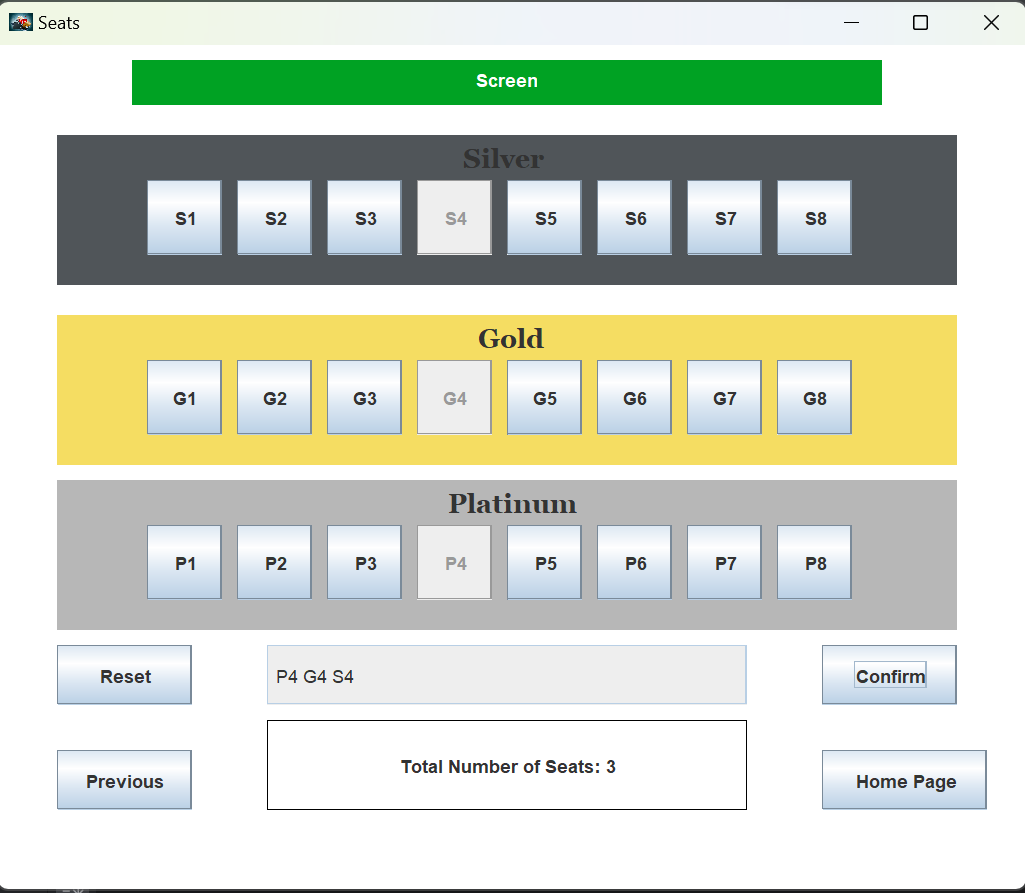 Seats
Screen
Silver
S1 S2 S3 S4 S5 S6 S7 S8
Gold
G1 G2 G3 G4 G5 G6 G7 G8
Platinum
P1 P2 P3 P4 P5 P6 P7 P8
Reset P4 G4 S4 Confirm
Previous Total Number of Seats: 3 Home Page